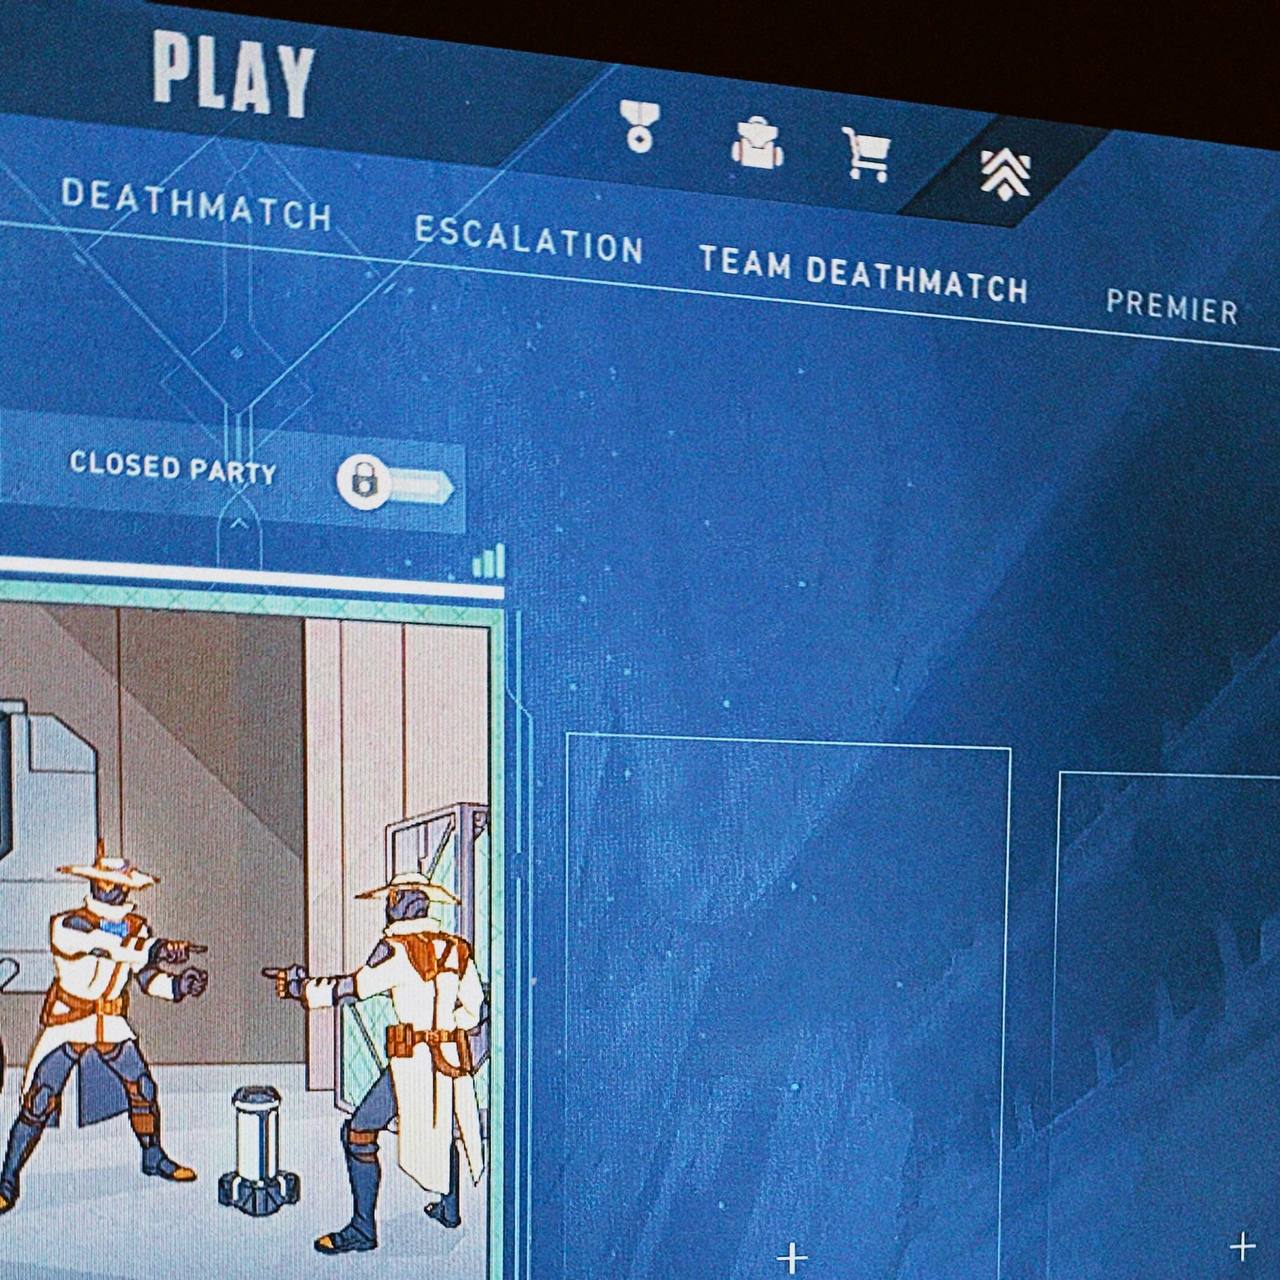 PLAY
DEATHMATCH
ESCALATION
TEAM DEATHMATCH
PREMIER
CLOSED PARTY